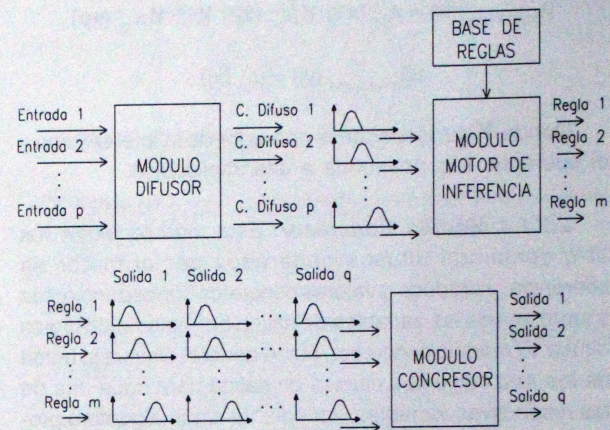 BASE DE
REGLAS
Entrada 1
Entrada 2
Entrada p
MODULO
DIFUSOR
C. Difuso 1
C. Difuso 2
C. Difuso p
MODULO
MOTOR DE
INFERENCIA
Regla 1
Regla 2
Regla m
Salida 1
Salida 2
Salida q
Regla 1
Regla 2
Regla m
MODULO
CONCRESOR
Salida 1
Salida 2
Salida q